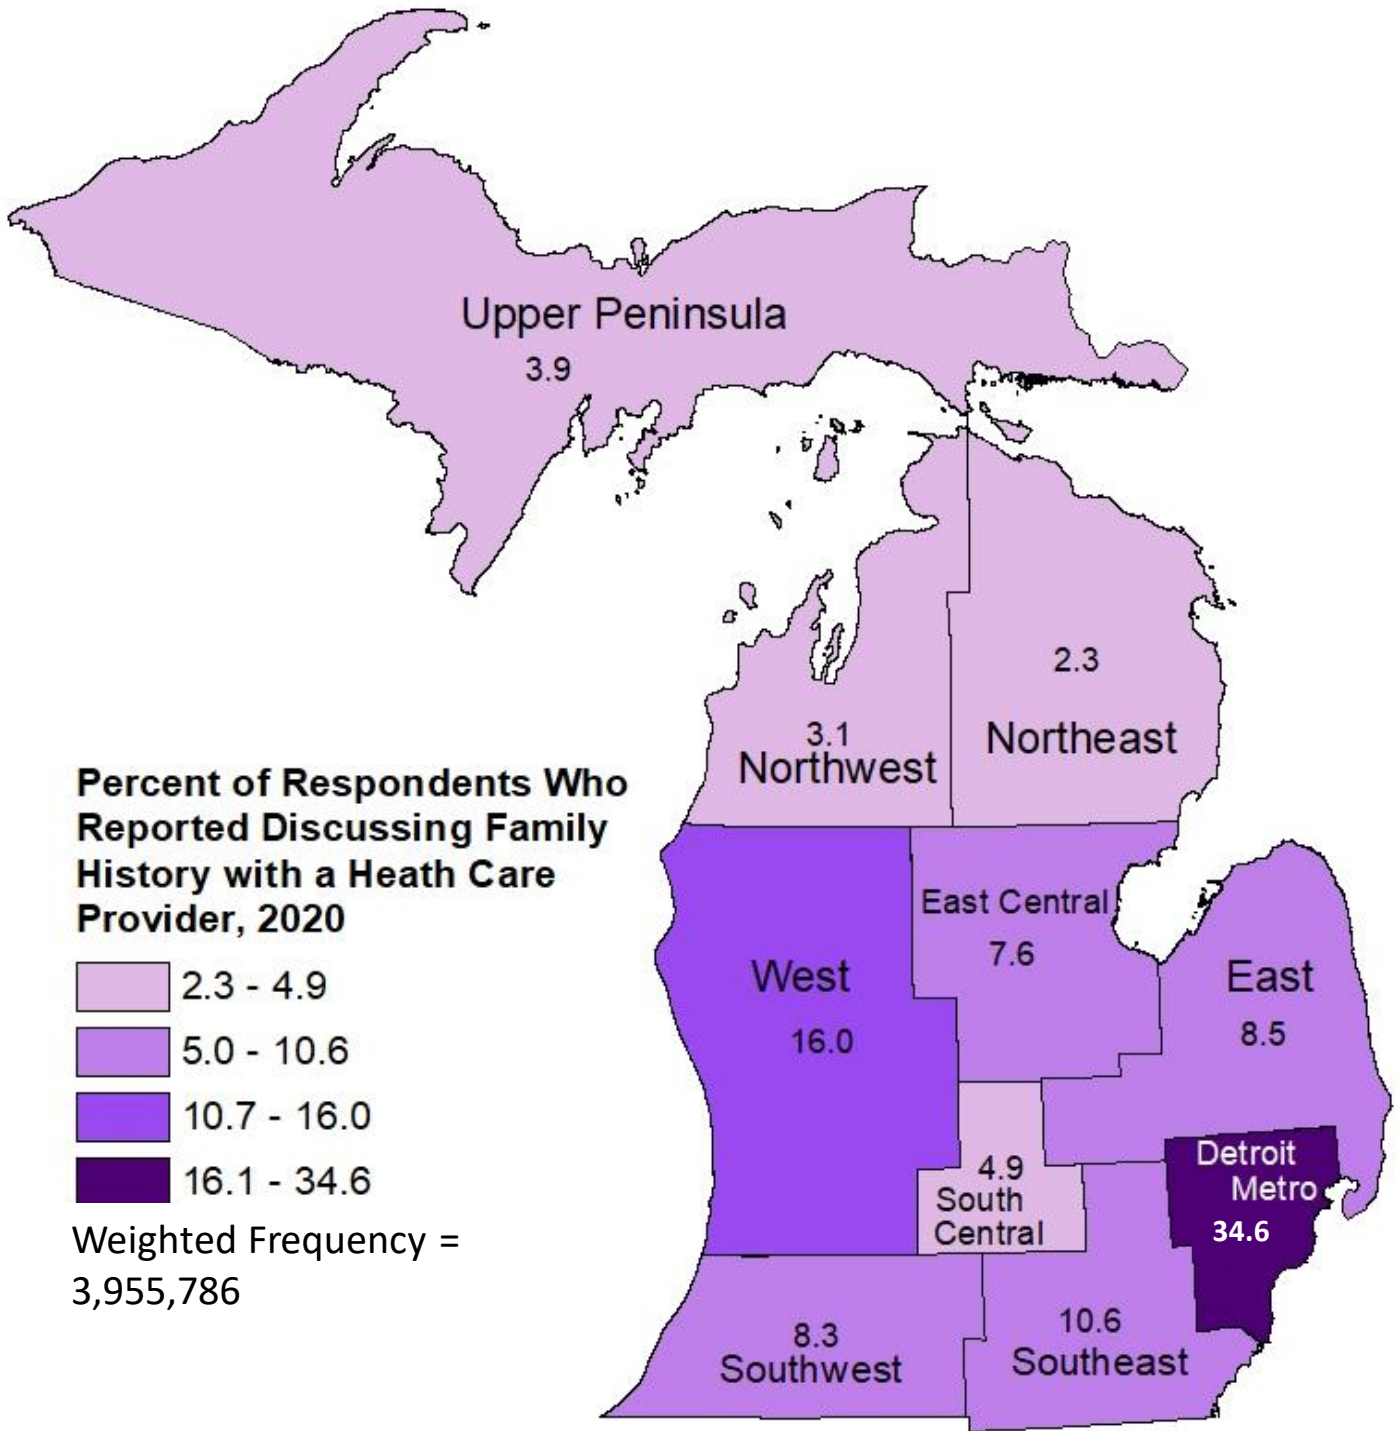 Upper Peninsula
3.9
2.3
Northeast
3.1
Northwest
Percent of Respondents Who
Reported Discussing Family
History with a Heath Care
Provider, 2020
2.3 - 4.9
5.0 - 10.6
10.7 - 16.0
16.1 - 34.6
Weighted Frequency =
3,955,786
East Central
7.6
West
16.0
East
8.5
Detroit
Metro
34.6
4.9
South
Central
8.3
Southwest
10.6
Southeast